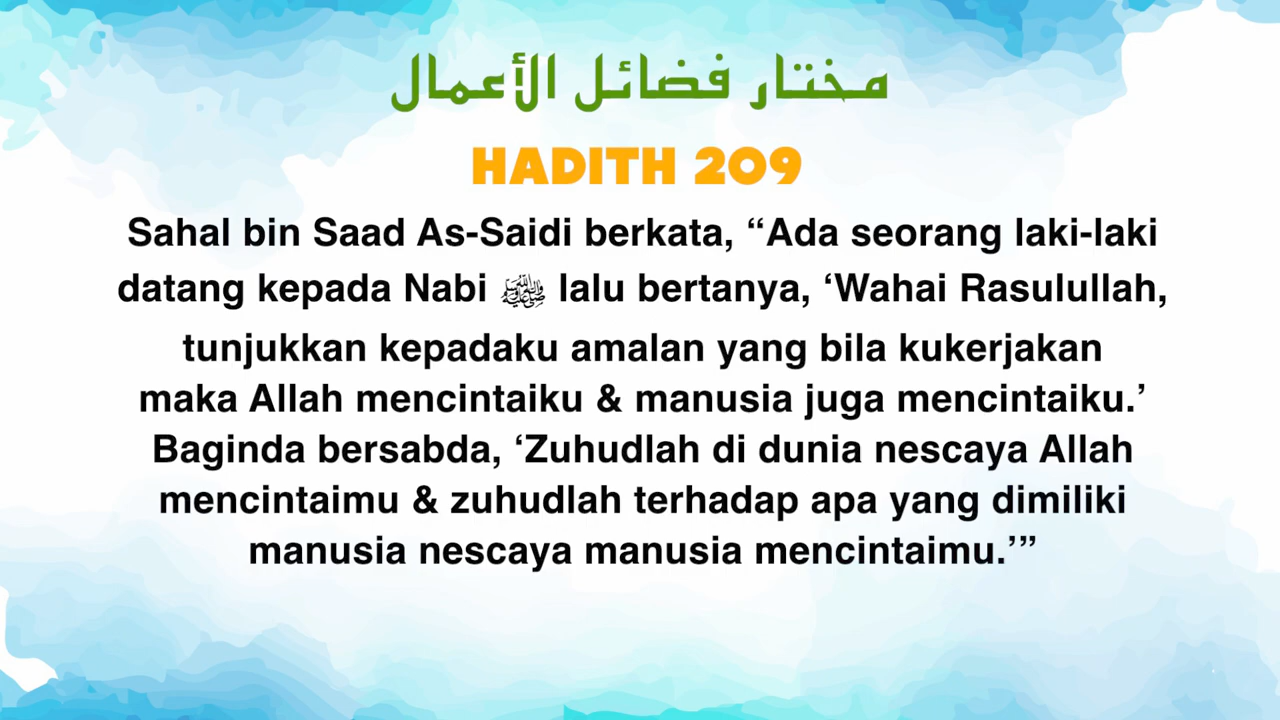 مختار فضائل الأعمال
HADITH 209
Sahal bin Saad As-Saidi berkata, “Ada seorang laki-laki
datang kepada Nabi ﷺ lalu bertanya, ‘Wahai Rasulullah,
tunjukkan kepadaku amalan yang bila kukerjakan
maka Allah mencintaiku & manusia juga mencintaiku.’
Baginda bersabda, ‘Zuhudlah di dunia nescaya Allah
mencintaimu & zuhudlah terhadap apa yang dimiliki
manusia nescaya manusia mencintaimu.’”